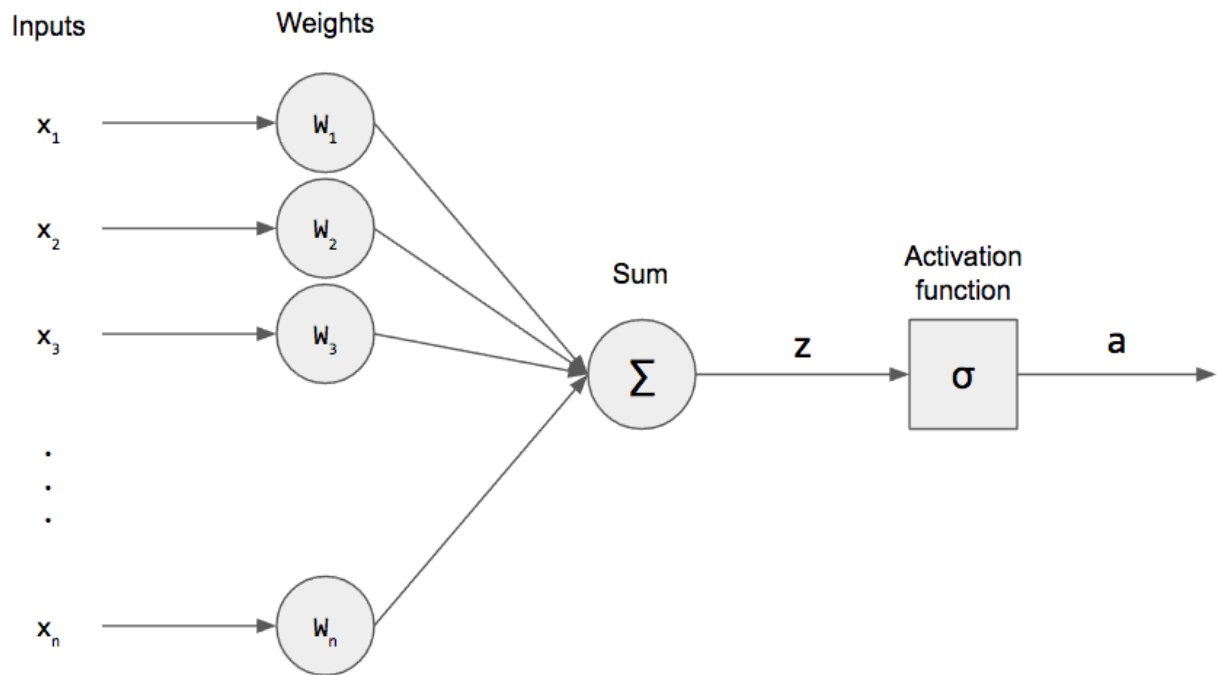 Inputs
Weights
x₁
W₁
x₂
W₂
x₃
W₃
.
.
.
xₙ
Wₙ
Sum
Σ
z
Activation
function
σ
a